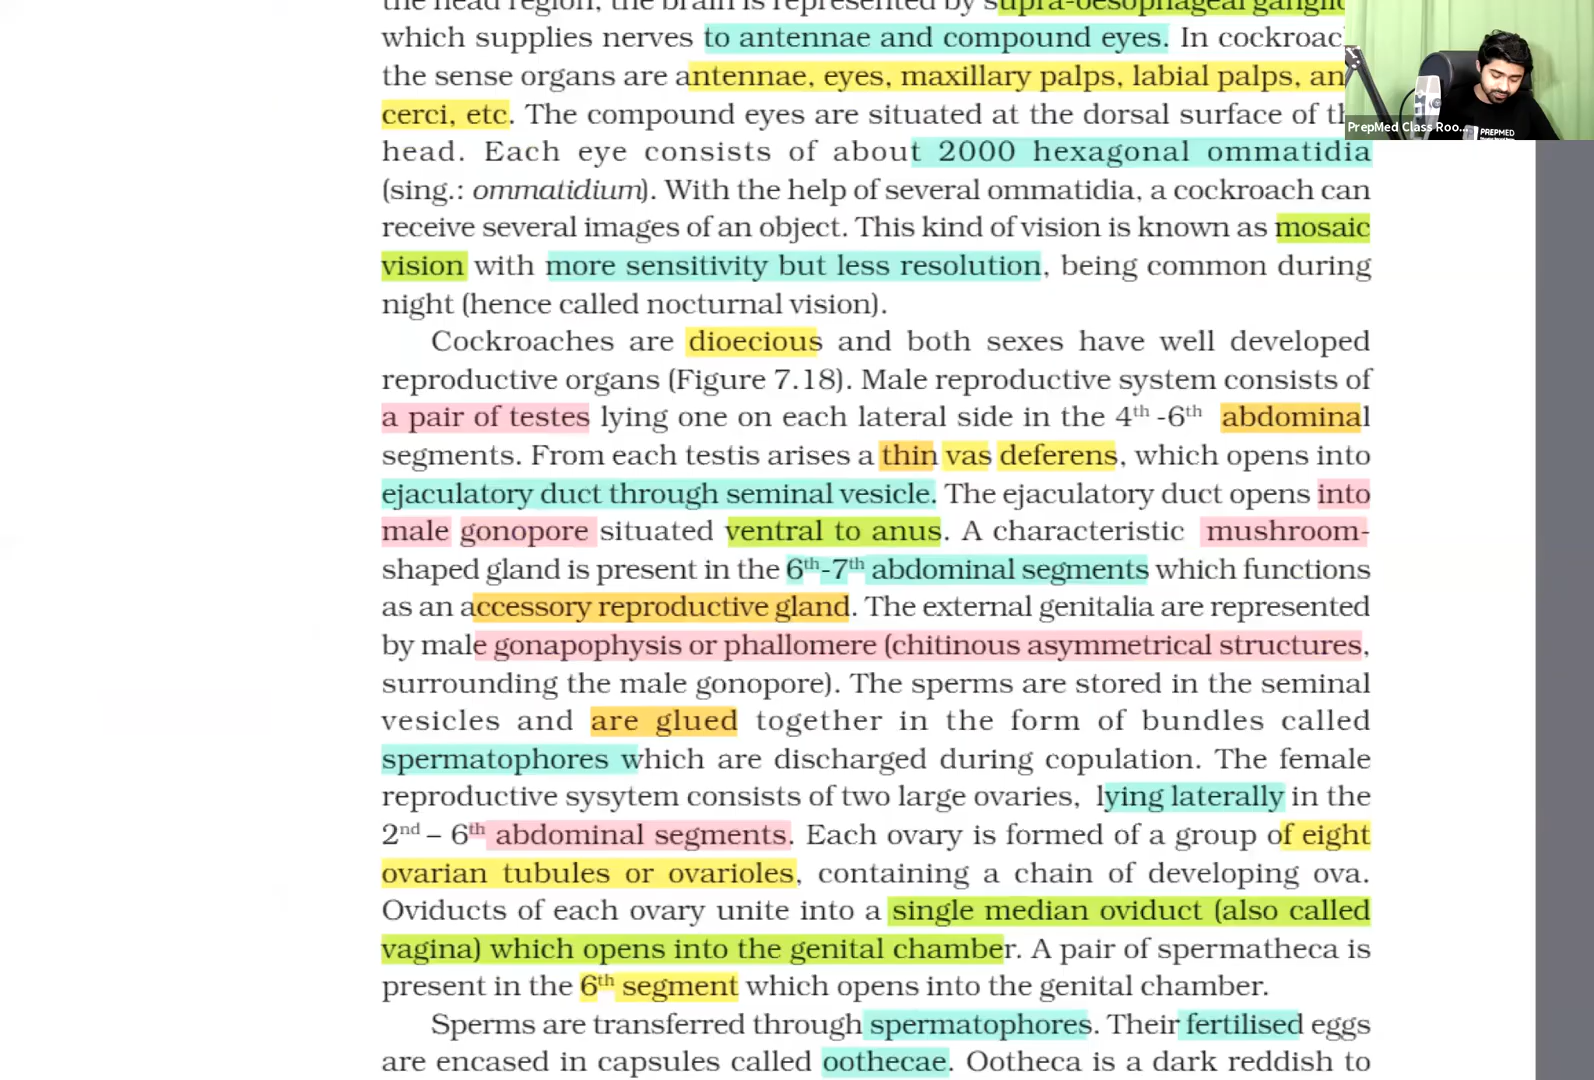 the head region, the brain is represented by supra-oesophageal ganglio
which supplies nerves to antennae and compound eyes. In cockroac
the sense organs are antennae, eyes, maxillary palps, labial palps, an
cerci, etc. The compound eyes are situated at the dorsal surface of th
head. Each eye consists of about 2000 hexagonal ommatidia
(sing.: ommatidium). With the help of several ommatidia, a cockroach can
receive several images of an object. This kind of vision is known as mosaic
vision with more sensitivity but less resolution, being common during
night (hence called nocturnal vision).
Cockroaches are dioecious and both sexes have well developed
reproductive organs (Figure 7.18). Male reproductive system consists of
a pair of testes lying one on each lateral side in the 4th -6th abdominal
segments. From each testis arises a thin vas deferens, which opens into
ejaculatory duct through seminal vesicle. The ejaculatory duct opens into
male gonopore situated ventral to anus. A characteristic mushroom-
shaped gland is present in the 6th-7th abdominal segments which functions
as an accessory reproductive gland. The external genitalia are represented
by male gonapophysis or phallomere (chitinous asymmetrical structures,
surrounding the male gonopore). The sperms are stored in the seminal
vesicles and are glued together in the form of bundles called
spermatophores which are discharged during copulation. The female
reproductive sysytem consists of two large ovaries, lying laterally in the
2nd – 6th abdominal segments. Each ovary is formed of a group of eight
ovarian tubules or ovarioles, containing a chain of developing ova.
Oviducts of each ovary unite into a single median oviduct (also called
vagina) which opens into the genital chamber. A pair of spermatheca is
present in the 6th segment which opens into the genital chamber.
Sperms are transferred through spermatophores. Their fertilised eggs
are encased in capsules called oothecae. Ootheca is a dark reddish to
PrepMed Class Roo...
PREPMED